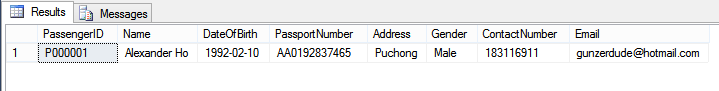 Results Messages
PassengerID Name DateOfBirth PassportNumber Address Gender ContactNumber Email
1 P000001 Alexander Ho 1992-02-10 AA0192837465 Puchong Male 183116911 gunzerdude@hotmail.com